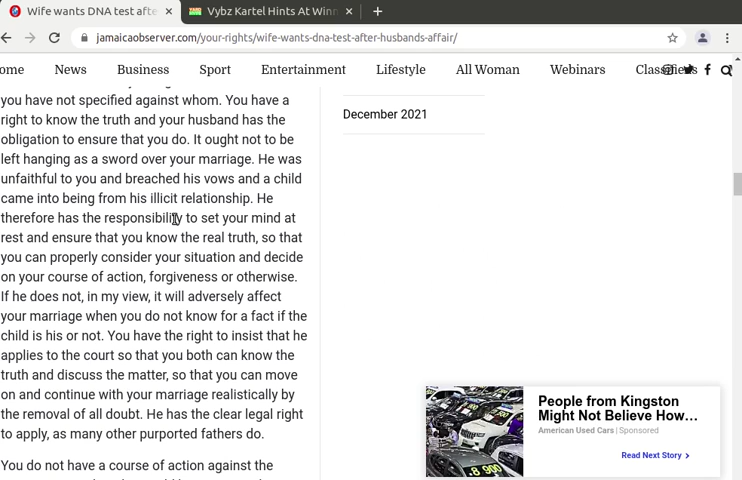 Wife wants DNA test afte
Vybz Kartel Hints At Winn
jamaicaobserver.com/your-rights/wife-wants-dna-test-after-husbands-affair/
ome News Business Sport Entertainment Lifestyle All Woman Webinars Classifieds
you have not specified against whom. You have a
right to know the truth and your husband has the
obligation to ensure that you do. It ought not to be
left hanging as a sword over your marriage. He was
unfaithful to you and breached his vows and a child
came into being from his illicit relationship. He
therefore has the responsibility to set your mind at
rest and ensure that you know the real truth, so that
you can properly consider your situation and decide
on your course of action, forgiveness or otherwise.
If he does not, in my view, it will adversely affect
your marriage when you do not know for a fact if the
child is his or not. You have the right to insist that he
applies to the court so that you both can know the
truth and discuss the matter, so that you can move
on and continue with your marriage realistically by
the removal of all doubt. He has the clear legal right
to apply, as many other purported fathers do.
You do not have a course of action against the
December 2021
8 900
People from Kingston
Might Not Believe How...
American Used Cars | Sponsored
Read Next Story